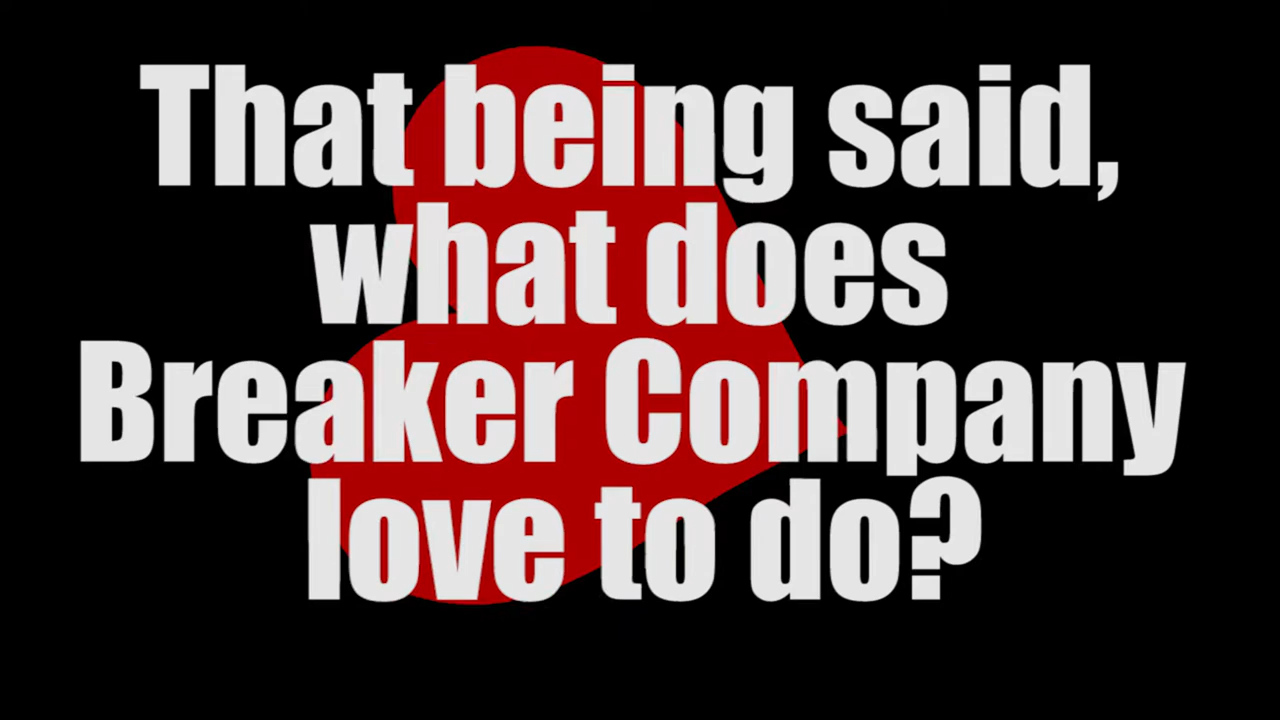 That being said,
what does
Breaker Company
love to do?